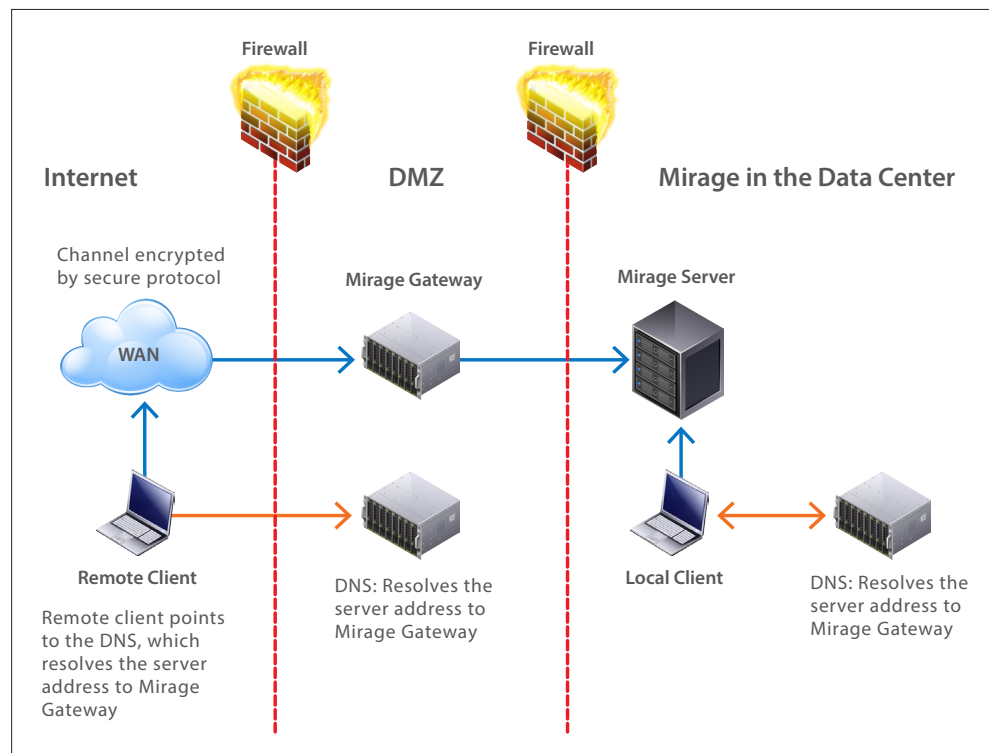 Firewall
Firewall
Internet
DMZ
Mirage in the Data Center
Channel encrypted
by secure protocol
Mirage Gateway
Mirage Server
WAN
Remote Client
Local Client
Remote client points
to the DNS, which
resolves the server
address to Mirage
Gateway
DNS: Resolves the
server address to
Mirage Gateway
DNS: Resolves the
server address to
Mirage Gateway